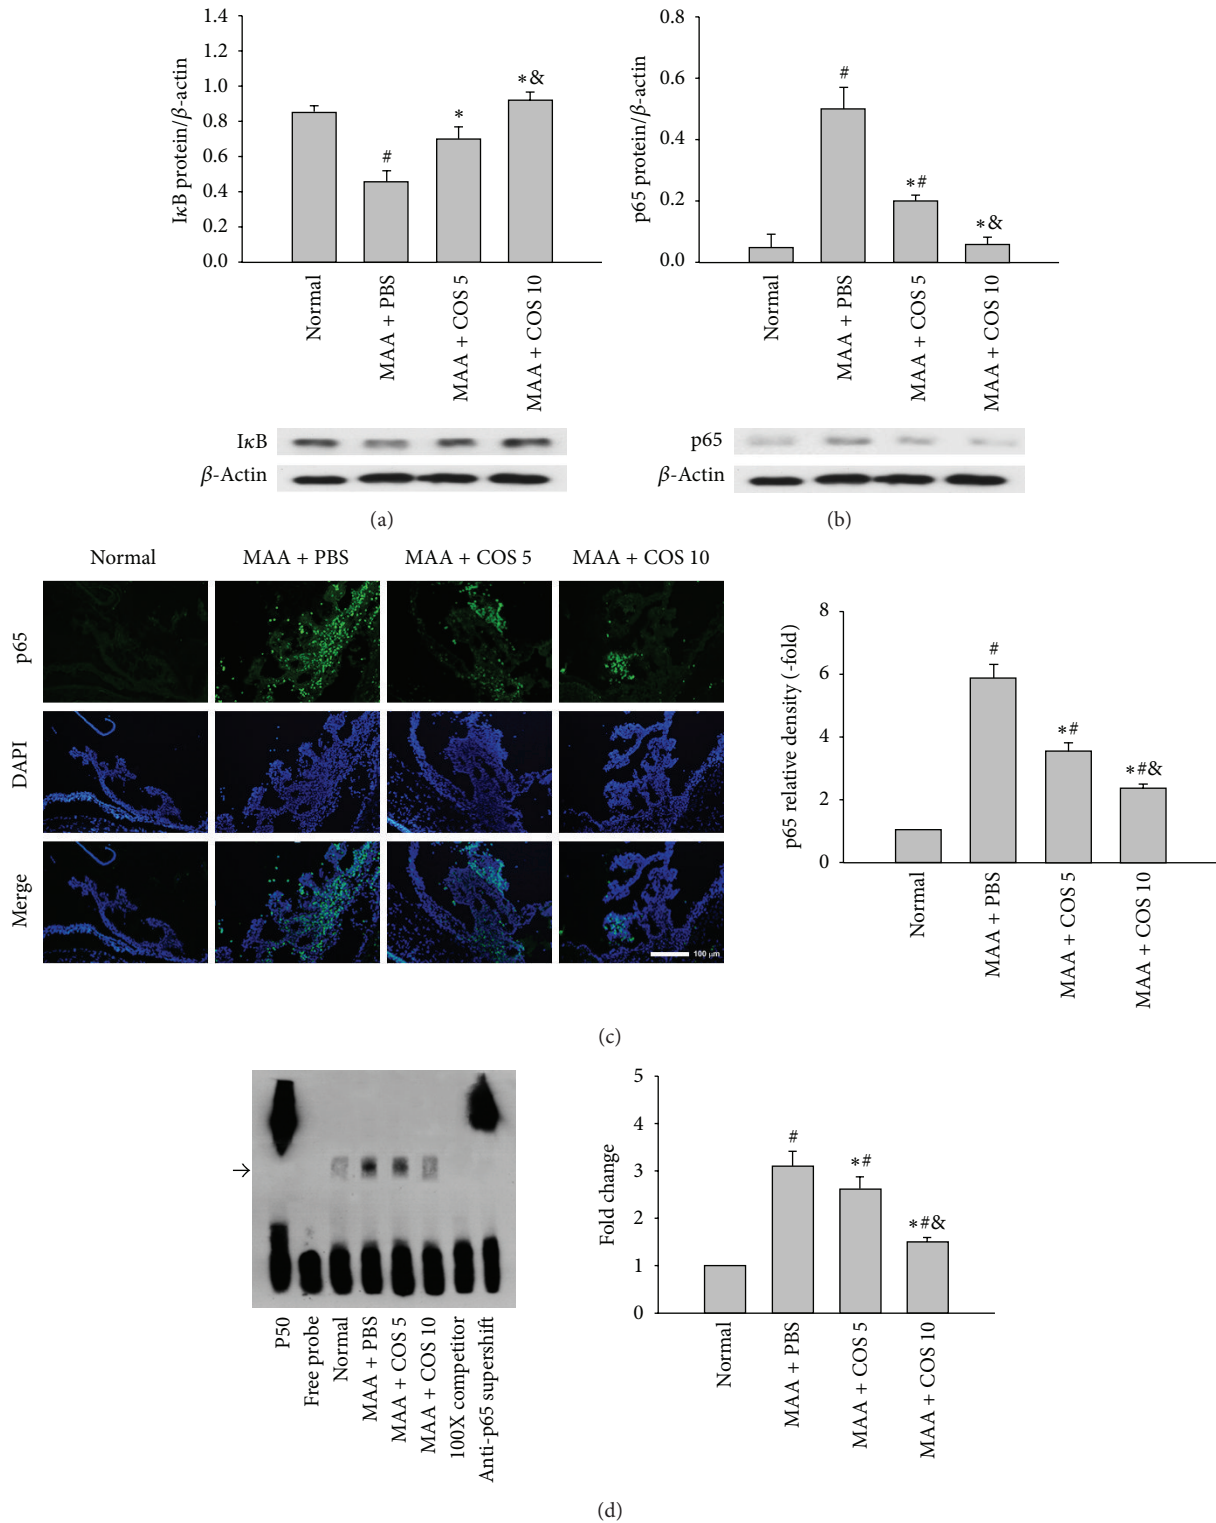 1.4
1.2
1.0
0.8
0.6
0.4
0.2
0.0
IκB protein/β-actin
#
*
*&
Normal
MAA + PBS
MAA + COS 5
MAA + COS 10
IκB
β-Actin
(a)
0.8
0.6
0.4
0.2
0.0
p65 protein/β-actin
#
*#
*&
Normal
MAA + PBS
MAA + COS 5
MAA + COS 10
p65
β-Actin
(b)
Normal
MAA + PBS
MAA + COS 5
MAA + COS 10
p65
DAPI
Merge
100 μm
8
6
4
2
0
p65 relative density (-fold)
#
*#
*#&
Normal
MAA + PBS
MAA + COS 5
MAA + COS 10
(c)
→
P50
Free probe
Normal
MAA + PBS
MAA + COS 5
MAA + COS 10
100X competitor
Anti-p65 supershift
5
4
3
2
1
0
Fold change
#
*#
*#&
Normal
MAA + PBS
MAA + COS 5
MAA + COS 10
(d)